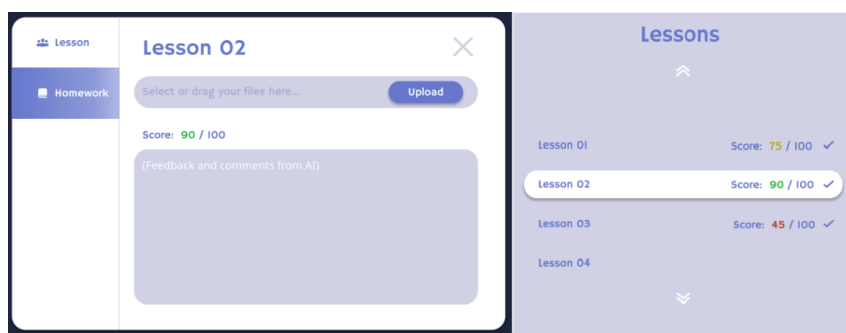 Lesson
Homework
Lesson 02
Select or drag your files here...
Upload
Score: 90 / 100
(Feedback and comments from AI)
Lessons
Lesson 01 Score: 75 / 100
Lesson 02 Score: 90 / 100
Lesson 03 Score: 45 / 100
Lesson 04